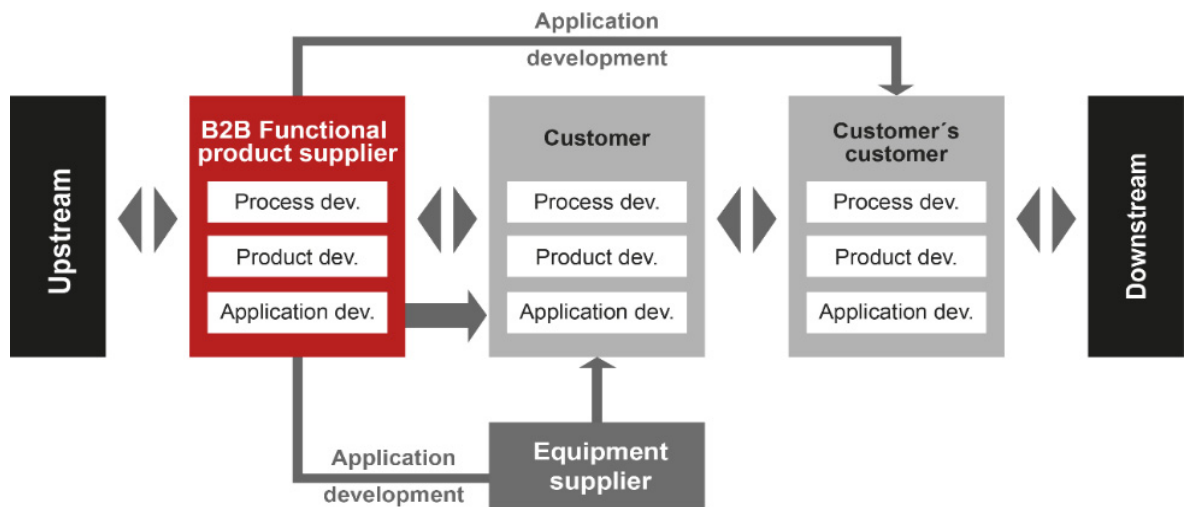 Application
development
Upstream
B2B Functional
product supplier
Process dev.
Product dev.
Application dev.
Customer
Process dev.
Product dev.
Application dev.
Customer´s
customer
Process dev.
Product dev.
Application dev.
Downstream
Application
development
Equipment
supplier